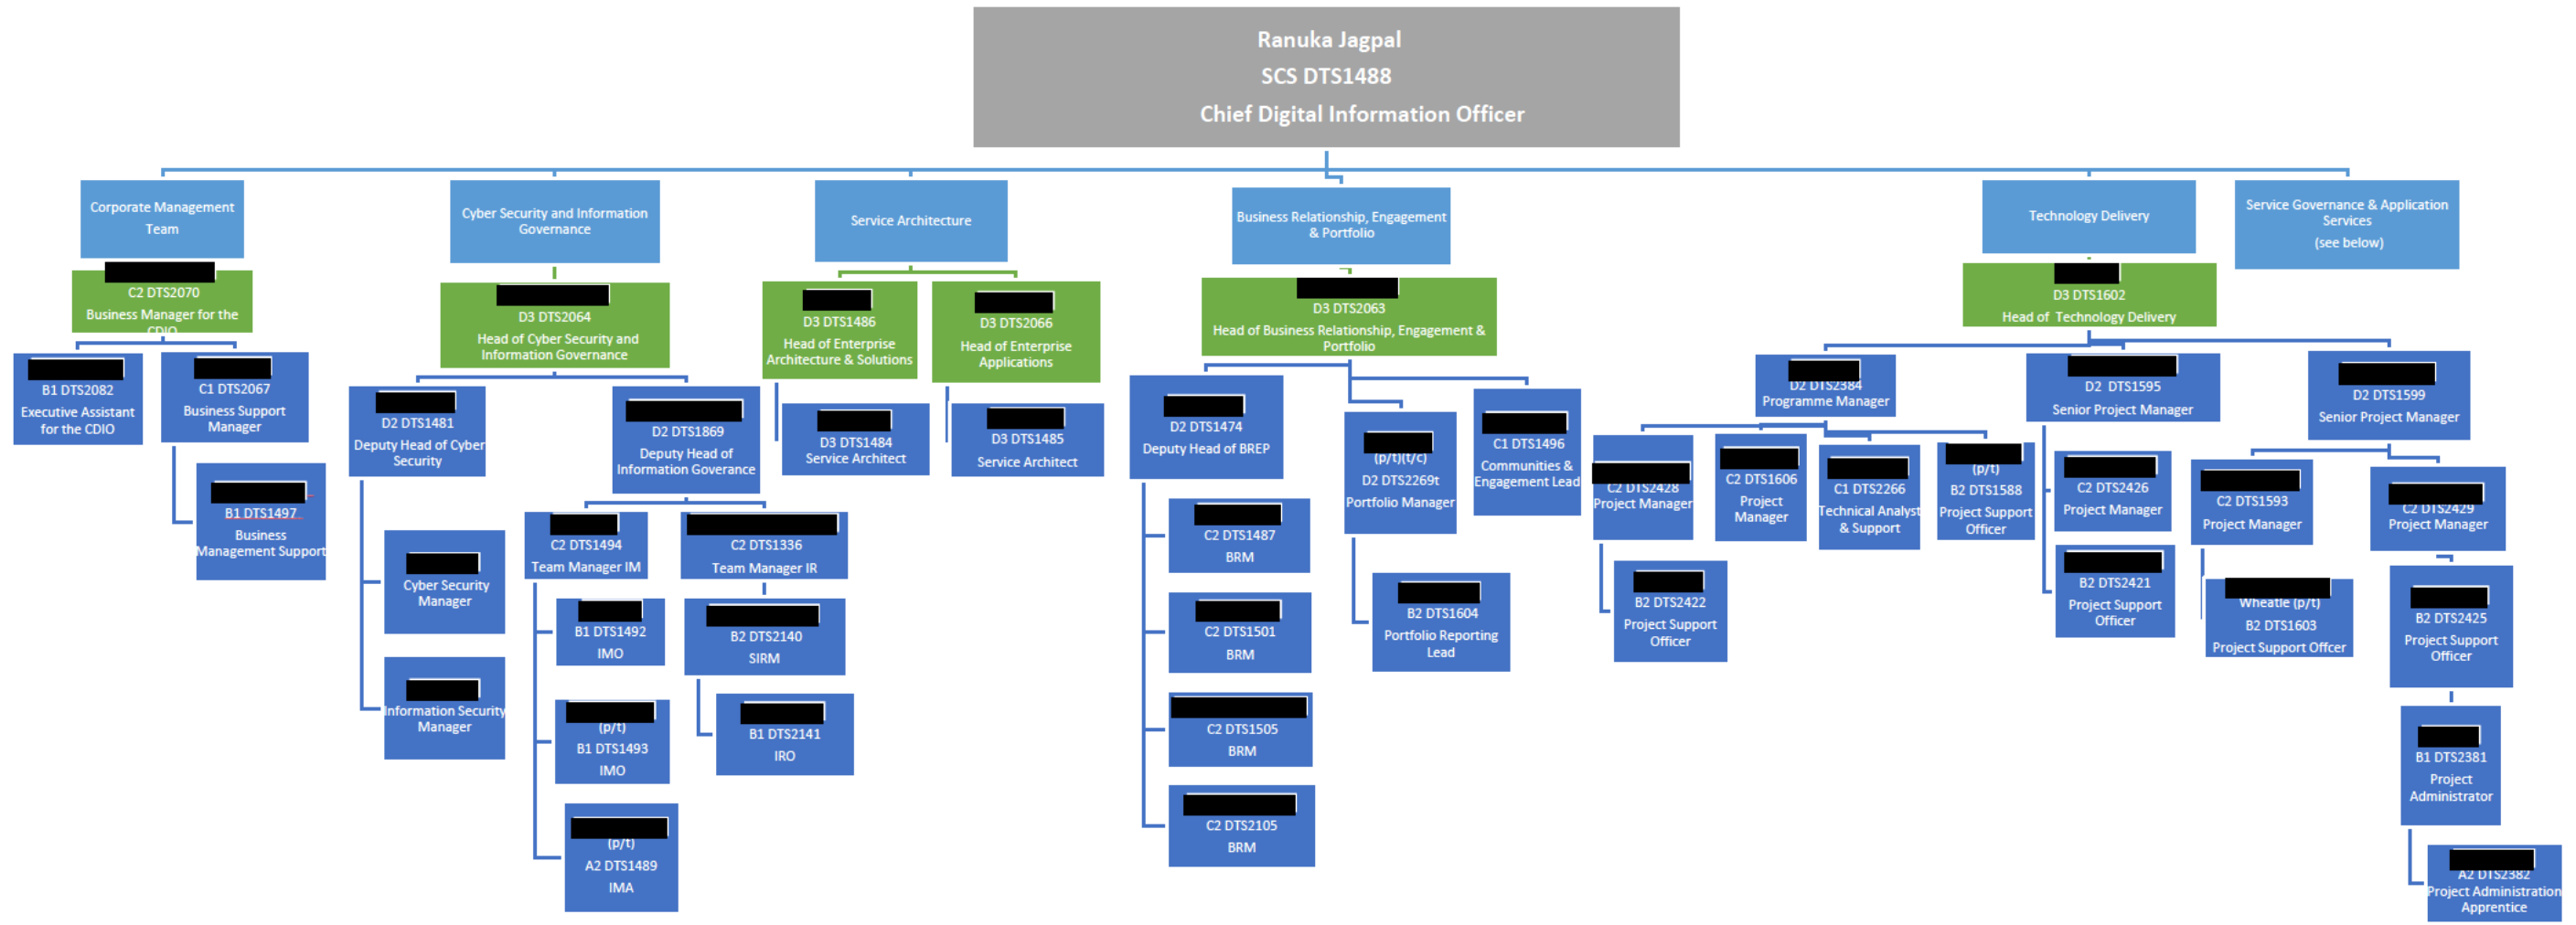 Ranuka Jagpal
SCS DTS1488
Chief Digital Information Officer
Corporate Management
Team
Cyber Security and Information
Governance
Service Architecture
Business Relationship, Engagement
& Portfolio
Technology Delivery
Service Governance & Application
Services
(see below)
C2 DTS2070
Business Manager for the
CDIO
D3 DTS2064
Head of Cyber Security and
Information Governance
D3 DTS1486
Head of Enterprise
Architecture & Solutions
D3 DTS2066
Head of Enterprise
Applications
D3 DTS2063
Head of Business Relationship, Engagement &
Portfolio
D3 DTS1602
Head of  Technology Delivery
B1 DTS2082
Executive Assistant
for the CDIO
C1 DTS2067
Business Support
Manager
B1 DTS1497
Business
Management Support
D2 DTS1481
Deputy Head of Cyber
Security
Cyber Security
Manager
Information Security
Manager
D2 DTS1869
Deputy Head of
Information Goverance
C2 DTS1494
Team Manager IM
B1 DTS1492
IMO
(p/t)
B1 DTS1493
IMO
(p/t)
A2 DTS1489
IMA
C2 DTS1336
Team Manager IR
B2 DTS2140
SIRM
B1 DTS2141
IRO
D3 DTS1484
Service Architect
D3 DTS1485
Service Architect
D2 DTS1474
Deputy Head of BREP
C2 DTS1487
BRM
C2 DTS1501
BRM
C2 DTS1505
BRM
C2 DTS2105
BRM
(p/t)(t/c)
D2 DTS2269t
Portfolio Manager
B2 DTS1604
Portfolio Reporting
Lead
C1 DTS1496
Communities &
Engagement Lead
D2 DTS2384
Programme Manager
C2 DTS2428
Project Manager
B2 DTS2422
Project Support
Officer
C2 DTS1606
Project
Manager
C1 DTS2266
Technical Analyst
& Support
(p/t)
B2 DTS1588
Project Support
Officer
D2  DTS1595
Senior Project Manager
C2 DTS2426
Project Manager
B2 DTS2421
Project Support
Officer
D2 DTS1599
Senior Project Manager
C2 DTS1593
Project Manager
Wheatle (p/t)
B2 DTS1603
Project Support Offcer
C2 DTS2429
Project Manager
B2 DTS2425
Project Support
Officer
B1 DTS2381
Project
Administrator
A2 DTS2382
Project Administration
Apprentice